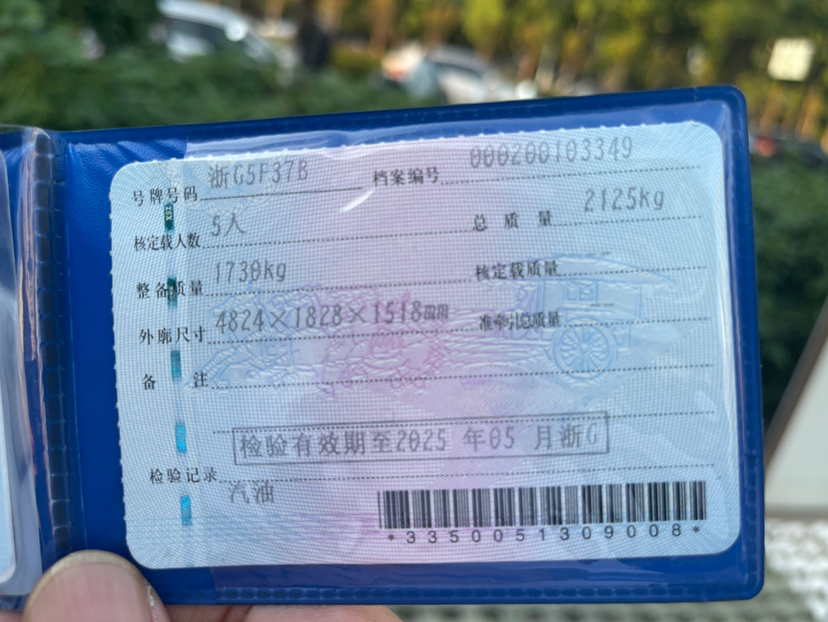 号牌号码 浙G5P37B 档案编号 000200103349
核定载人数 5人 总质量 2125kg
整备质量 1730kg 核定载质量 --
外廓尺寸 4824×1828×1518mm 准牵引总质量 --
备注
检验有效期至2025年05月浙G
检验记录
汽油
*3350051309008*